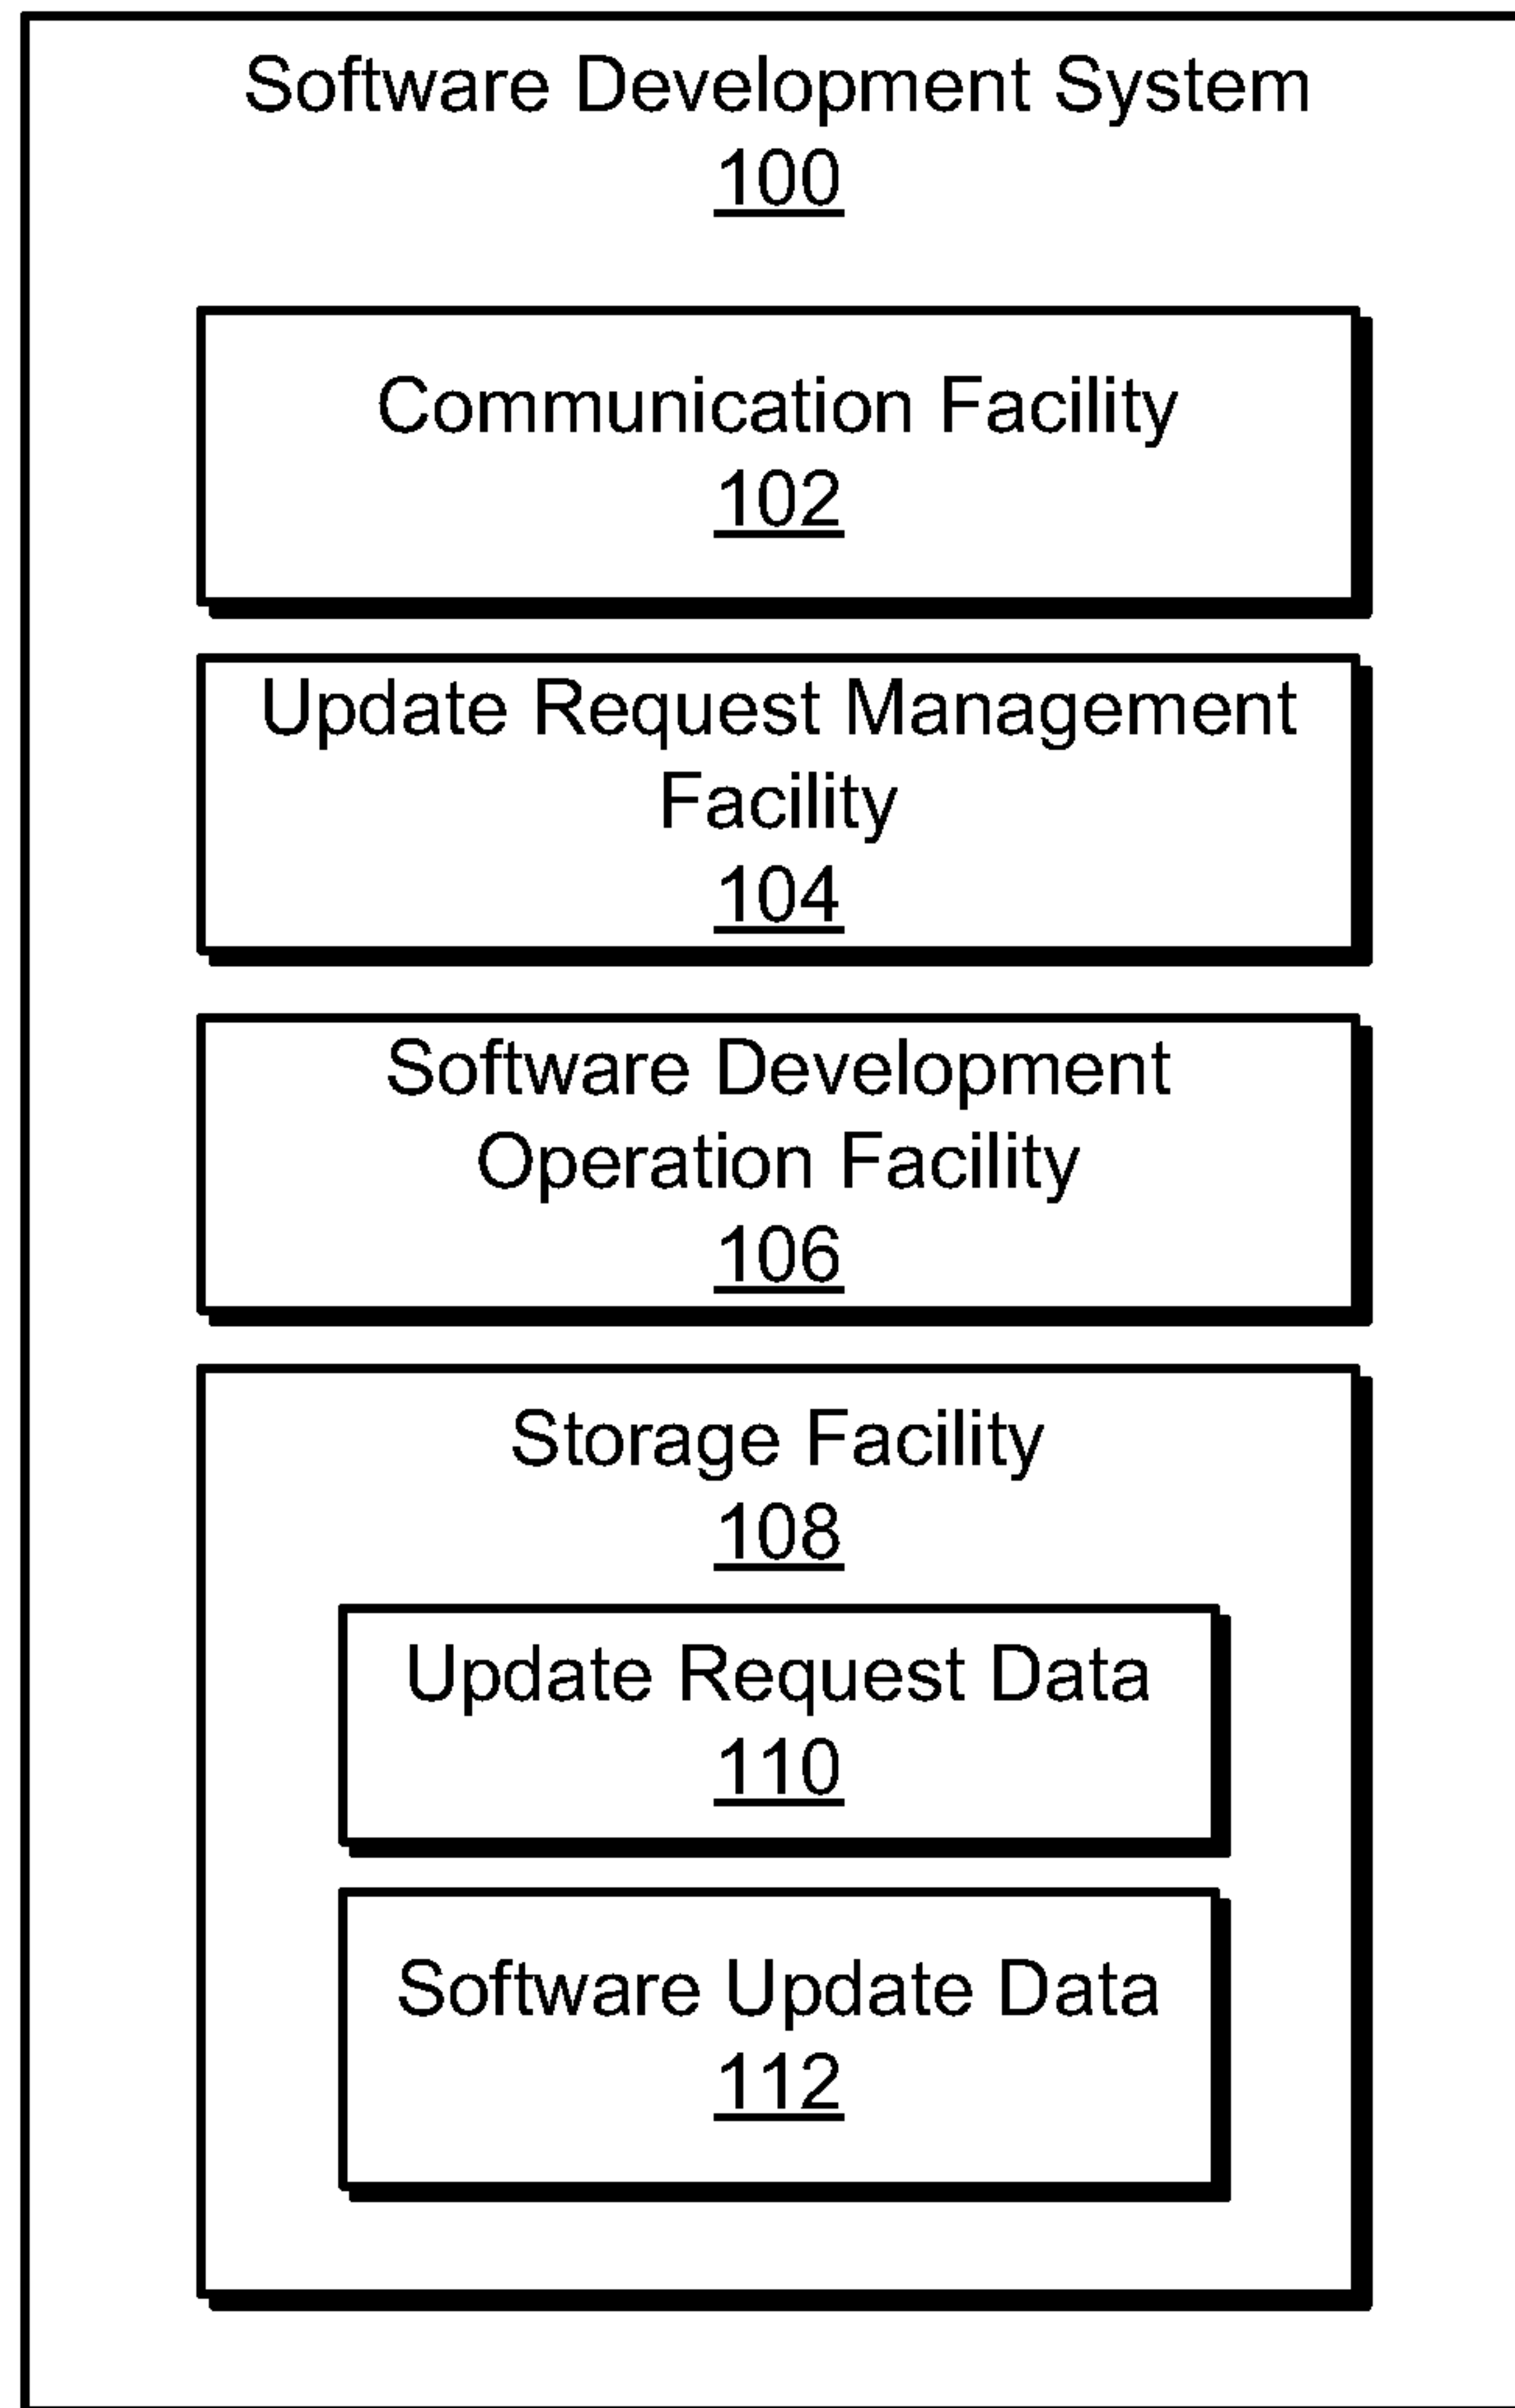 Software Development System
100
Communication Facility
102
Update Request Management
Facility
104
Software Development
Operation Facility
106
Storage Facility
108
Update Request Data
110
Software Update Data
112